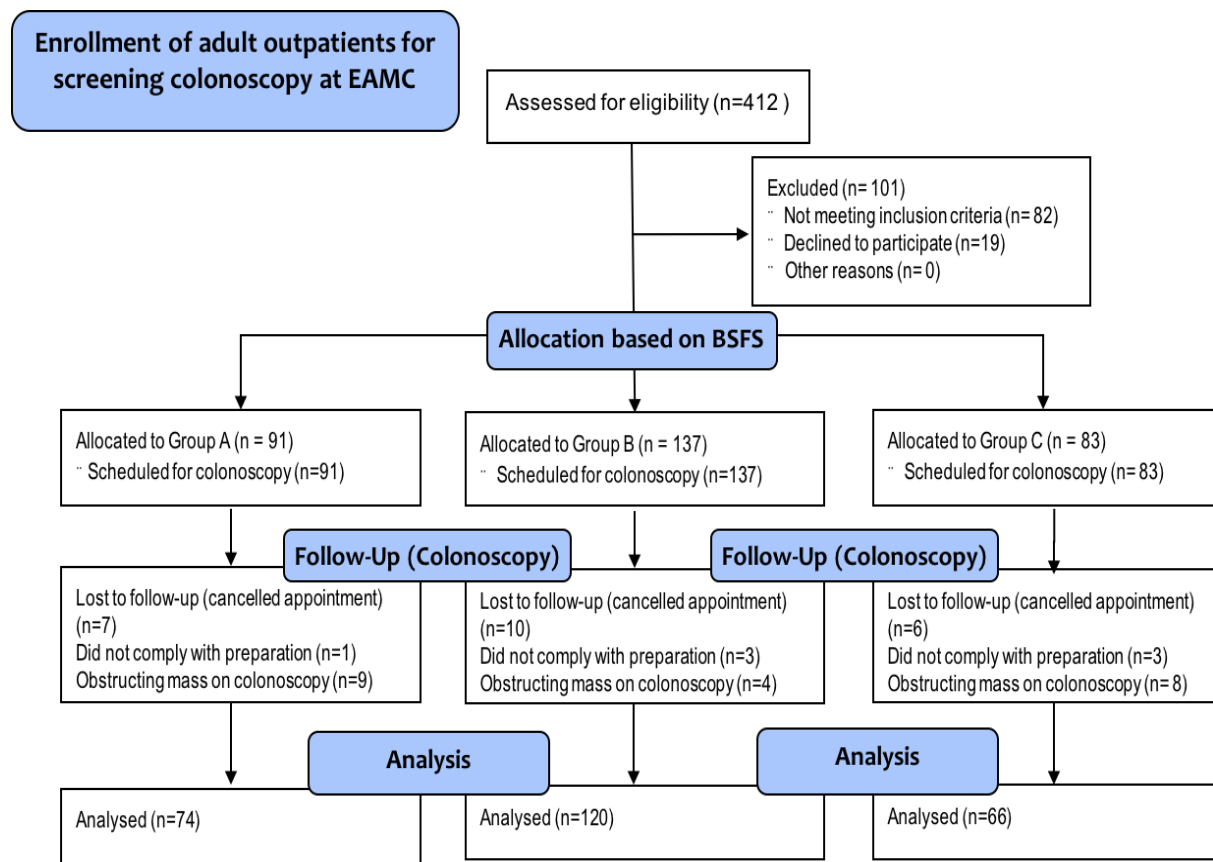 Enrollment of adult outpatients for
screening colonoscopy at EAMC
Assessed for eligibility (n=412 )
Excluded (n= 101)
¨ Not meeting inclusion criteria (n= 82)
¨ Declined to participate (n=19)
¨ Other reasons (n= 0)
Allocation based on BSFS
Allocated to Group A (n = 91)
¨ Scheduled for colonoscopy (n=91)
Allocated to Group B (n = 137)
¨ Scheduled for colonoscopy (n=137)
Allocated to Group C (n = 83)
¨ Scheduled for colonoscopy (n= 83)
Follow-Up (Colonoscopy)
Follow-Up (Colonoscopy)
Lost to follow-up (cancelled appointment)
(n=7)
Did not comply with preparation (n=1)
Obstructing mass on colonoscopy (n=9)
Lost to follow-up (cancelled appointment)
(n=10)
Did not comply with preparation (n=3)
Obstructing mass on colonoscopy (n=4)
Lost to follow-up (cancelled appointment)
(n=6)
Did not comply with preparation (n=3)
Obstructing mass on colonoscopy (n= 8)
Analysis
Analysis
Analysed (n=74)
Analysed (n=120)
Analysed (n=66)